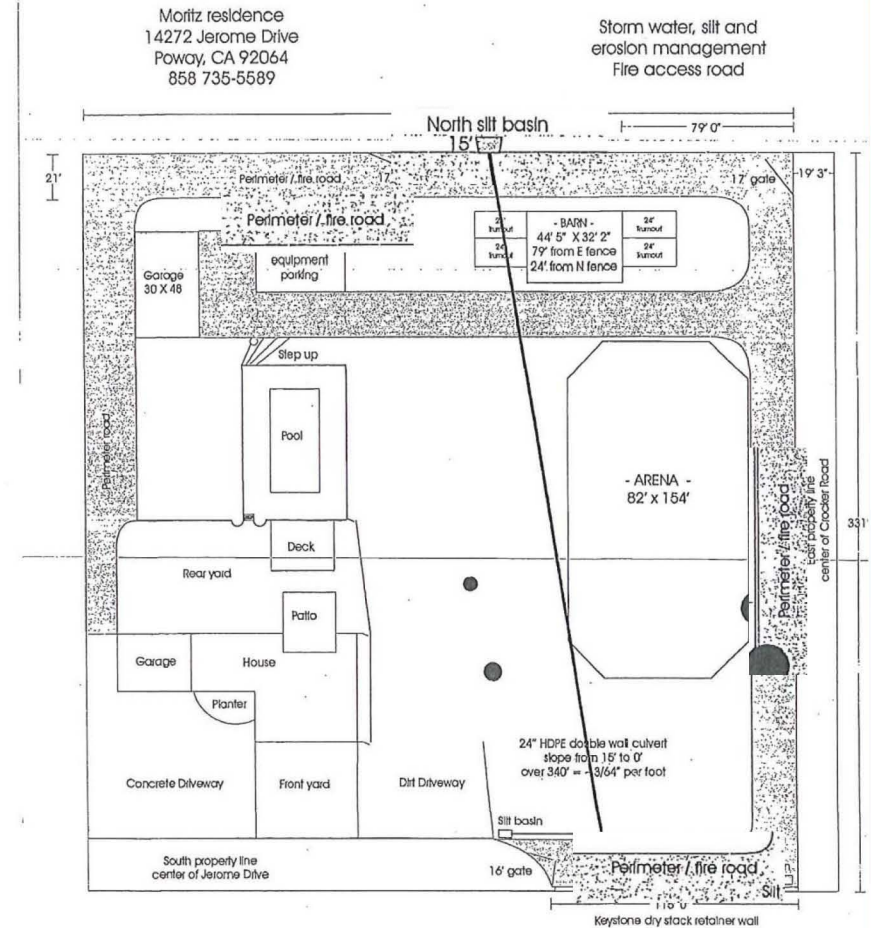 Moritz residence
14272 Jerome Drive
Poway, CA 92064
858 735-5589
Storm water, silt and
erosion management
Fire access road
North silt basin
15'
79' 0"
21'
Perimeter / fire road
17'
17' gate
19' 3"
Perimeter / fire road
24'
Turnout
24'
Turnout
- BARN -
44' 5" X 32' 2"
79' from E fence
24' from N fence
24'
Turnout
24'
Turnout
Garage
30 X 48
equipment
parking
Step up
Pool
Perimeter road
- ARENA -
82' x 154'
Perimeter / fire road
East property line
center of Crocker Road
331'
Deck
Rear yard
Patio
Garage
House
Planter
24" HDPE double wall culvert
slope from 15' to 0'
over 340' = ~3/64" per foot
Concrete Driveway
Front yard
Dirt Driveway
Silt basin
South property line
center of Jerome Drive
16' gate
Perimeter / fire road
Silt
Keystone dry stack retainer wall